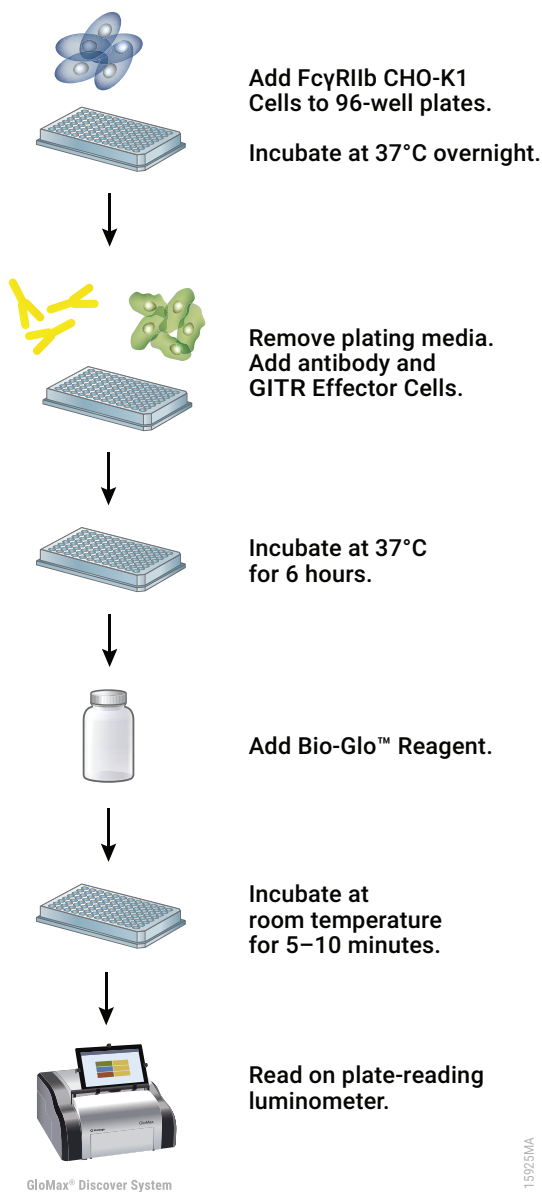 Add FcγRIIb CHO-K1
Cells to 96-well plates.
Incubate at 37°C overnight.
Remove plating media.
Add antibody and
GITR Effector Cells.
Incubate at 37°C
for 6 hours.
Add Bio-Glo™ Reagent.
Incubate at
room temperature
for 5–10 minutes.
Read on plate-reading
luminometer.
GloMax
GloMax® Discover System
15925MA